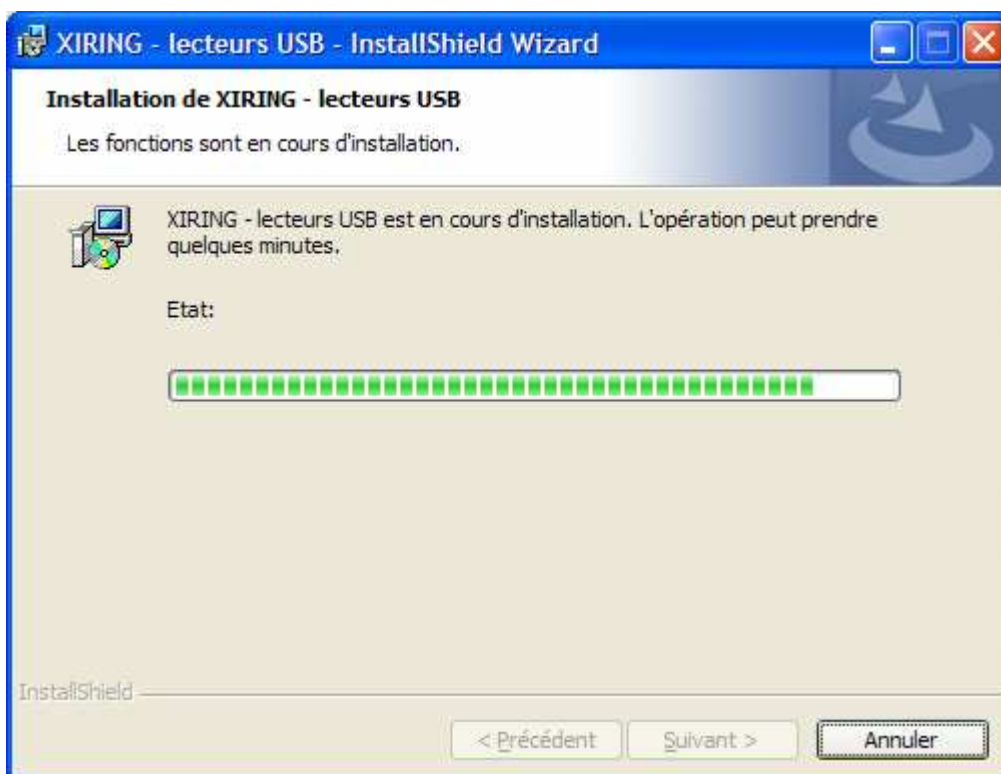 XIRING - lecteurs USB - InstallShield Wizard
Installation de XIRING - lecteurs USB
Les fonctions sont en cours d'installation.
XIRING - lecteurs USB est en cours d'installation. L'opération peut prendre
quelques minutes.
Etat:
InstallShield
< Précédent
Suivant >
Annuler